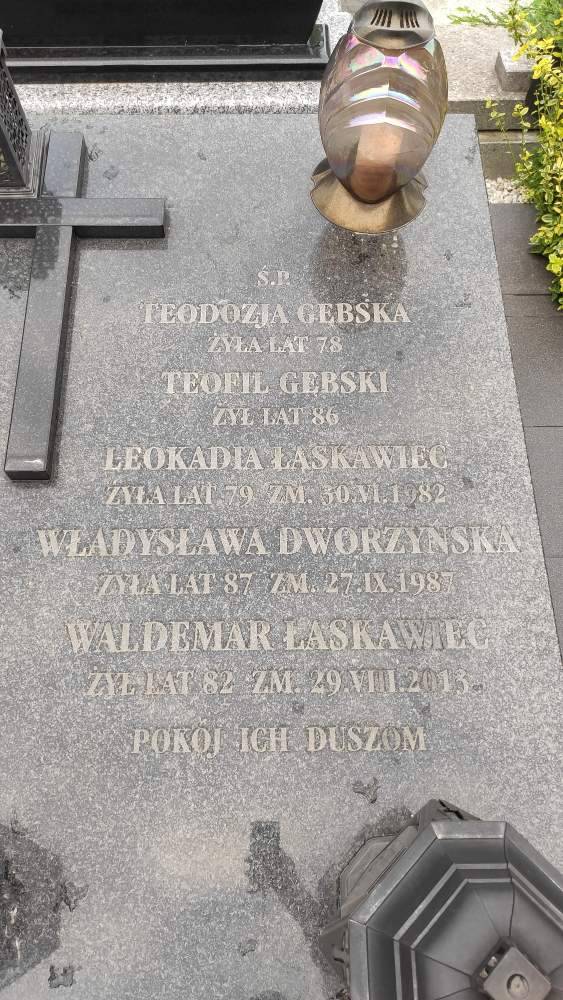 Ś.P.
TEODOZJA GĘBSKA
ŻYŁA LAT 78
TEOFIL GĘBSKI
ŻYŁ LAT 86
LEOKADIA ŁASKAWIEC
ŻYŁA LAT 79 ZM. 30.VI.1982
WŁADYSŁAWA DWORZYŃSKA
ŻYŁA LAT 87 ZM. 27.IX.1987
WALDEMAR ŁASKAWIEC
ŻYŁ LAT 82 ZM. 29.VIII.2013.
POKÓJ ICH DUSZOM